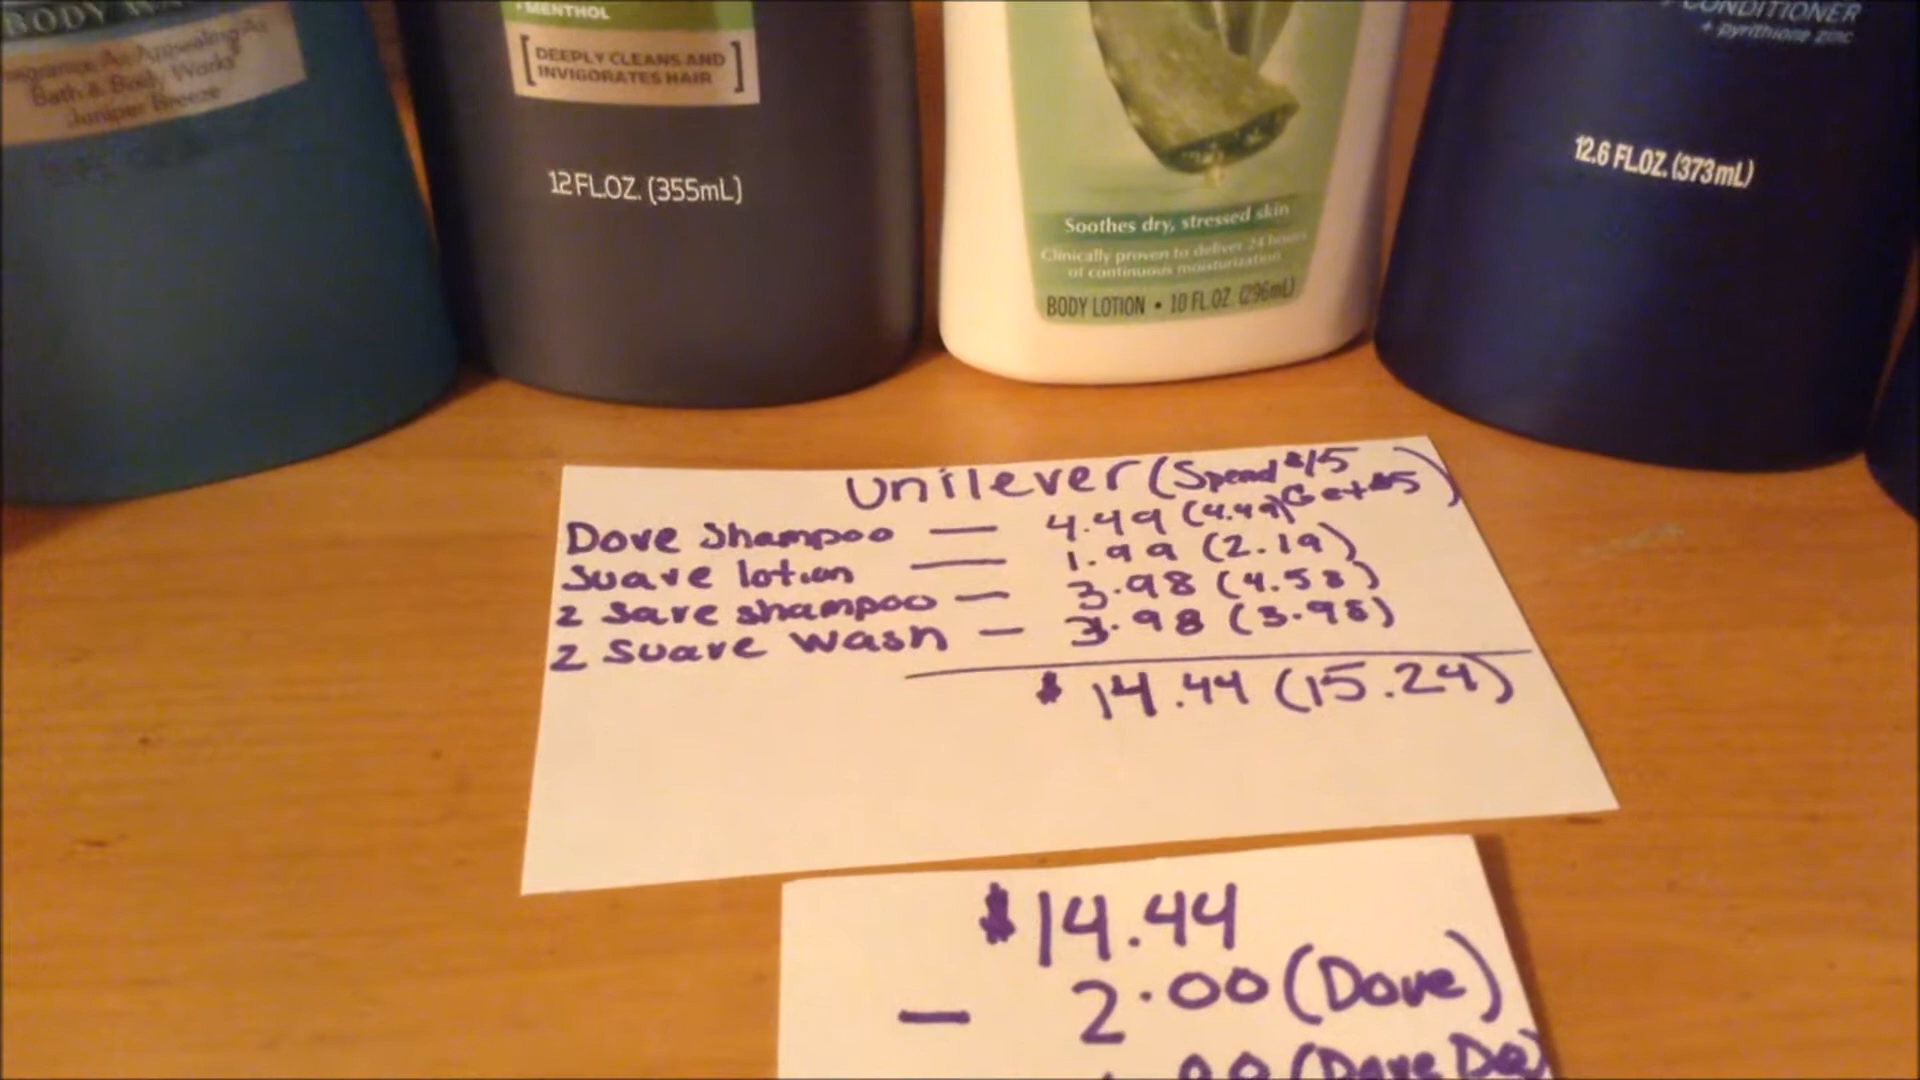 BODY WA
Fragrance As Appealing As
Bath & Body Works'
Juniper Breeze
• MENTHOL
DEEPLY CLEANS AND
INVIGORATES HAIR
12 FL.OZ. (355mL)
Soothes dry, stressed skin
Clinically proven to deliver 24 hours
of continuous moisturization
BODY LOTION • 10 FL.OZ. (296mL)
CONDITIONER
+ pyrithione zinc
12.6 FL.OZ. (373mL)
Unilever (Spend $15
Get $5)
Dove Shampoo — 4.49 (4.49)
Suave lotion — 1.99 (2.19)
2 Save shampoo — 3.98 (4.58)
2 Suave Wash — 3.98 (3.98)
$ 14.44 (15.24)
$14.44
— 2.00 (Dove)
.00 (Dove De